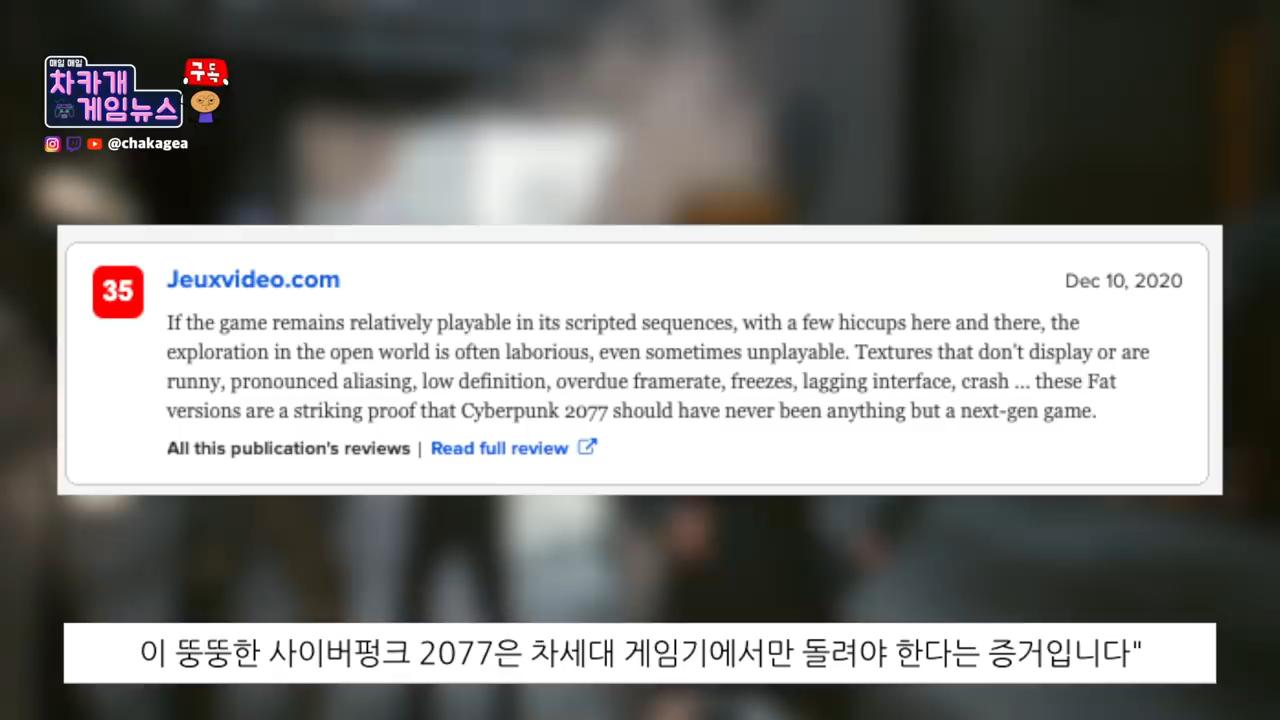 매일 매일
차카개
게임뉴스
구독
@chakagea
35
Jeuxvideo.com
Dec 10, 2020
If the game remains relatively playable in its scripted sequences, with a few hiccups here and there, the
exploration in the open world is often laborious, even sometimes unplayable. Textures that don't display or are
runny, pronounced aliasing, low definition, overdue framerate, freezes, lagging interface, crash ... these Fat
versions are a striking proof that Cyberpunk 2077 should have never been anything but a next-gen game.
All this publication's reviews | Read full review
이 뚱뚱한 사이버펑크 2077은 차세대 게임기에서만 돌려야 한다는 증거입니다"